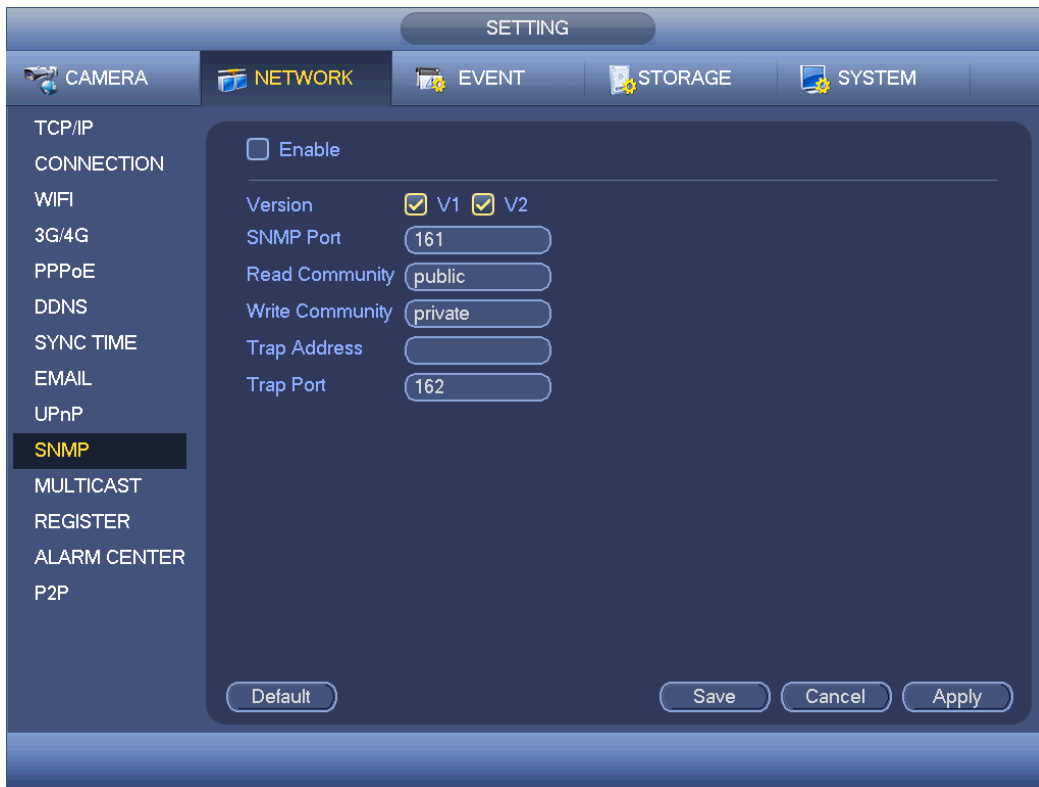 SETTING
CAMERA NETWORK EVENT STORAGE SYSTEM
TCP/IP
CONNECTION
WIFI
3G/4G
PPPoE
DDNS
SYNC TIME
EMAIL
UPnP
SNMP
MULTICAST
REGISTER
ALARM CENTER
P2P
Enable
Version V1 V2
SNMP Port 161
Read Community public
Write Community private
Trap Address
Trap Port 162
Default Save Cancel Apply